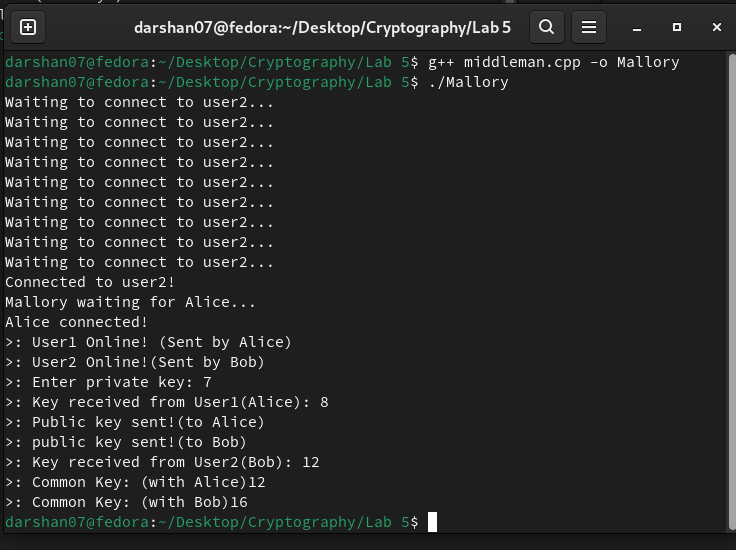 darshan07@fedora:~/Desktop/Cryptography/Lab 5
darshan07@fedora:~/Desktop/Cryptography/Lab 5$ g++ middleman.cpp -o Mallory
darshan07@fedora:~/Desktop/Cryptography/Lab 5$ ./Mallory
Waiting to connect to user2...
Waiting to connect to user2...
Waiting to connect to user2...
Waiting to connect to user2...
Waiting to connect to user2...
Waiting to connect to user2...
Waiting to connect to user2...
Waiting to connect to user2...
Waiting to connect to user2...
Connected to user2!
Mallory waiting for Alice...
Alice connected!
>: User1 Online! (Sent by Alice)
>: User2 Online!(Sent by Bob)
>: Enter private key: 7
>: Key received from User1(Alice): 8
>: Public key sent!(to Alice)
>: public key sent!(to Bob)
>: Key received from User2(Bob): 12
>: Common Key: (with Alice)12
>: Common Key: (with Bob)16
darshan07@fedora:~/Desktop/Cryptography/Lab 5$